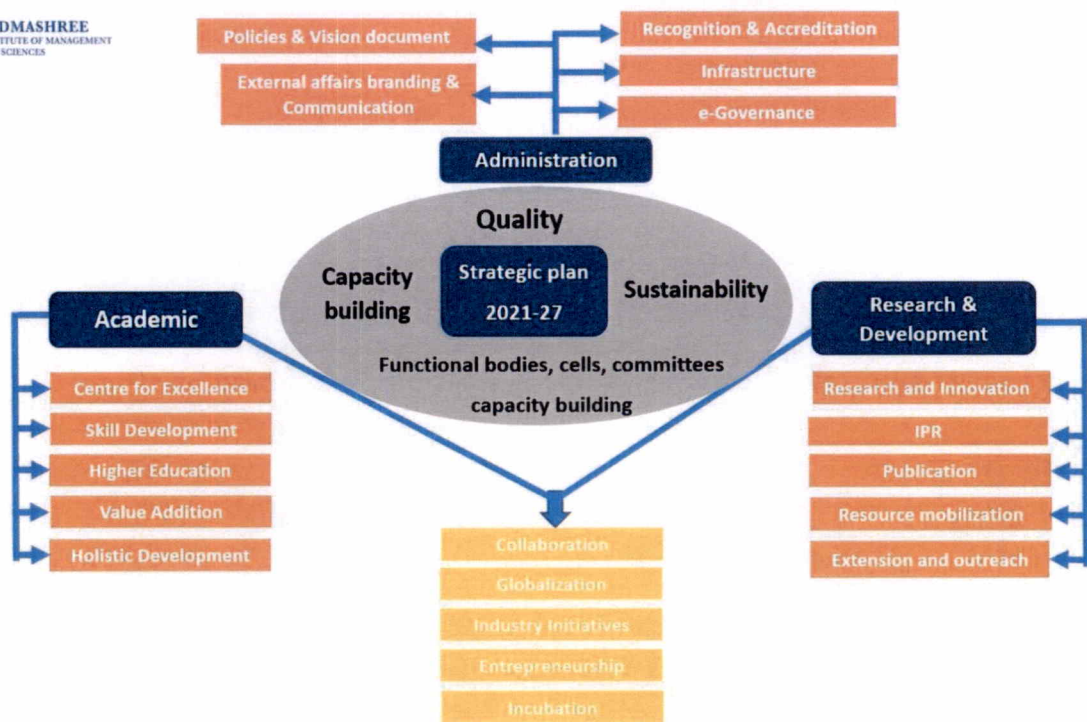 DMASHREE
TITUTE OF MANAGEMENT
SCIENCES
Policies & Vision document
External affairs branding &
Communication
Recognition & Accreditation
Infrastructure
e-Governance
Administration
Quality
Capacity
building
Strategic plan
2021-27
Sustainability
Functional bodies, cells, committees
capacity building
Academic
Centre for Excellence
Skill Development
Higher Education
Value Addition
Holistic Development
Research &
Development
Research and Innovation
IPR
Publication
Resource mobilization
Extension and outreach
Collaboration
Globalization
Industry Initiatives
Entrepreneurship
Incubation